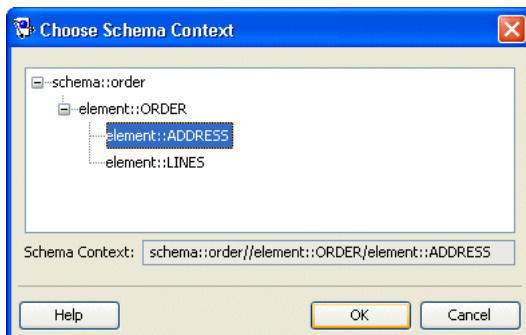 Choose Schema Context
schema::order
element::ORDER
element::ADDRESS
element::LINES
Schema Context: schema::order//element::ORDER/element::ADDRESS
Help OK Cancel